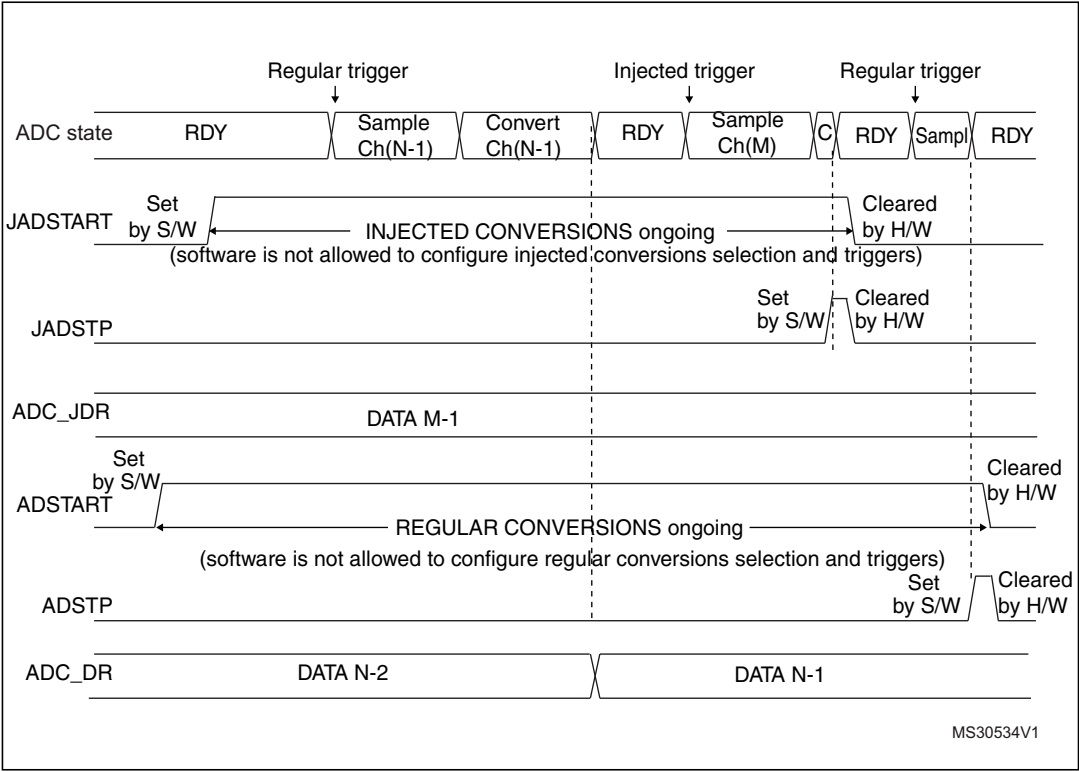 Regular trigger
Injected trigger
Regular trigger
ADC state
RDY
Sample
Ch(N-1)
Convert
Ch(N-1)
RDY
Sample
Ch(M)
C
RDY
Sampl
RDY
JADSTART
Set
by S/W
INJECTED CONVERSIONS ongoing
Cleared
by H/W
(software is not allowed to configure injected conversions selection and triggers)
JADSTP
Set
by S/W
Cleared
by H/W
ADC_JDR
DATA M-1
ADSTART
Set
by S/W
REGULAR CONVERSIONS ongoing
Cleared
by H/W
(software is not allowed to configure regular conversions selection and triggers)
ADSTP
Set
by S/W
Cleared
by H/W
ADC_DR
DATA N-2
DATA N-1
MS30534V1